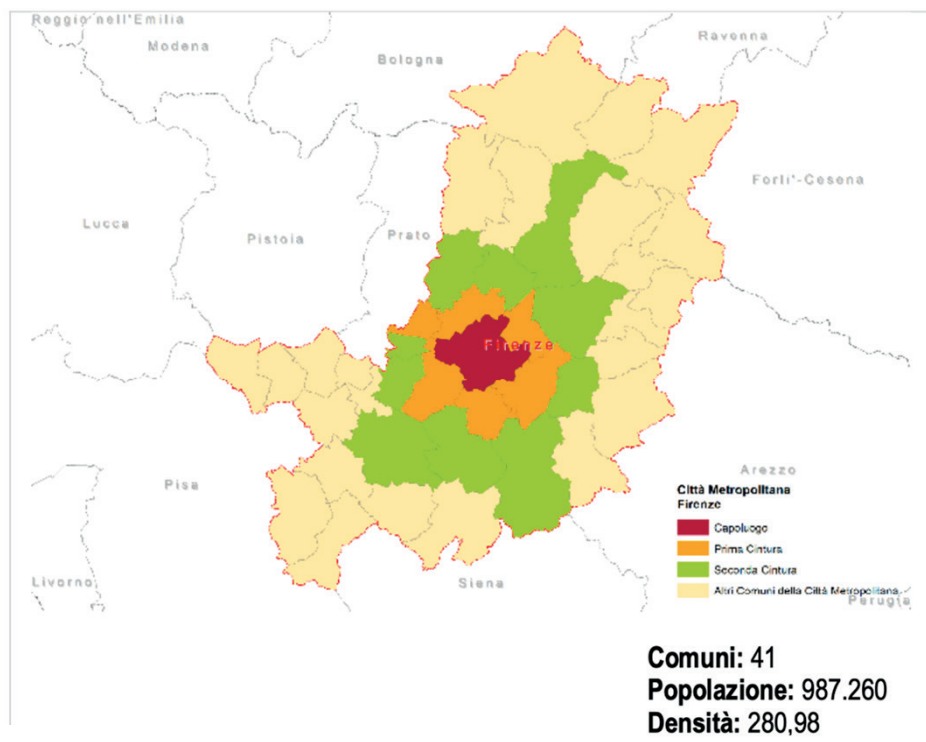 Reggio nell'Emilia
Modena
Bologna
Ravenna
Forli'-Cesena
Lucca
Pistoia
Prato
Firenze
Pisa
Arezzo
Livorno
Siena
Perugia
Città Metropolitana
Firenze
Capoluogo
Prima Cintura
Seconda Cintura
Altri Comuni della Città Metropolitana
Comuni: 41
Popolazione: 987.260
Densità: 280,98